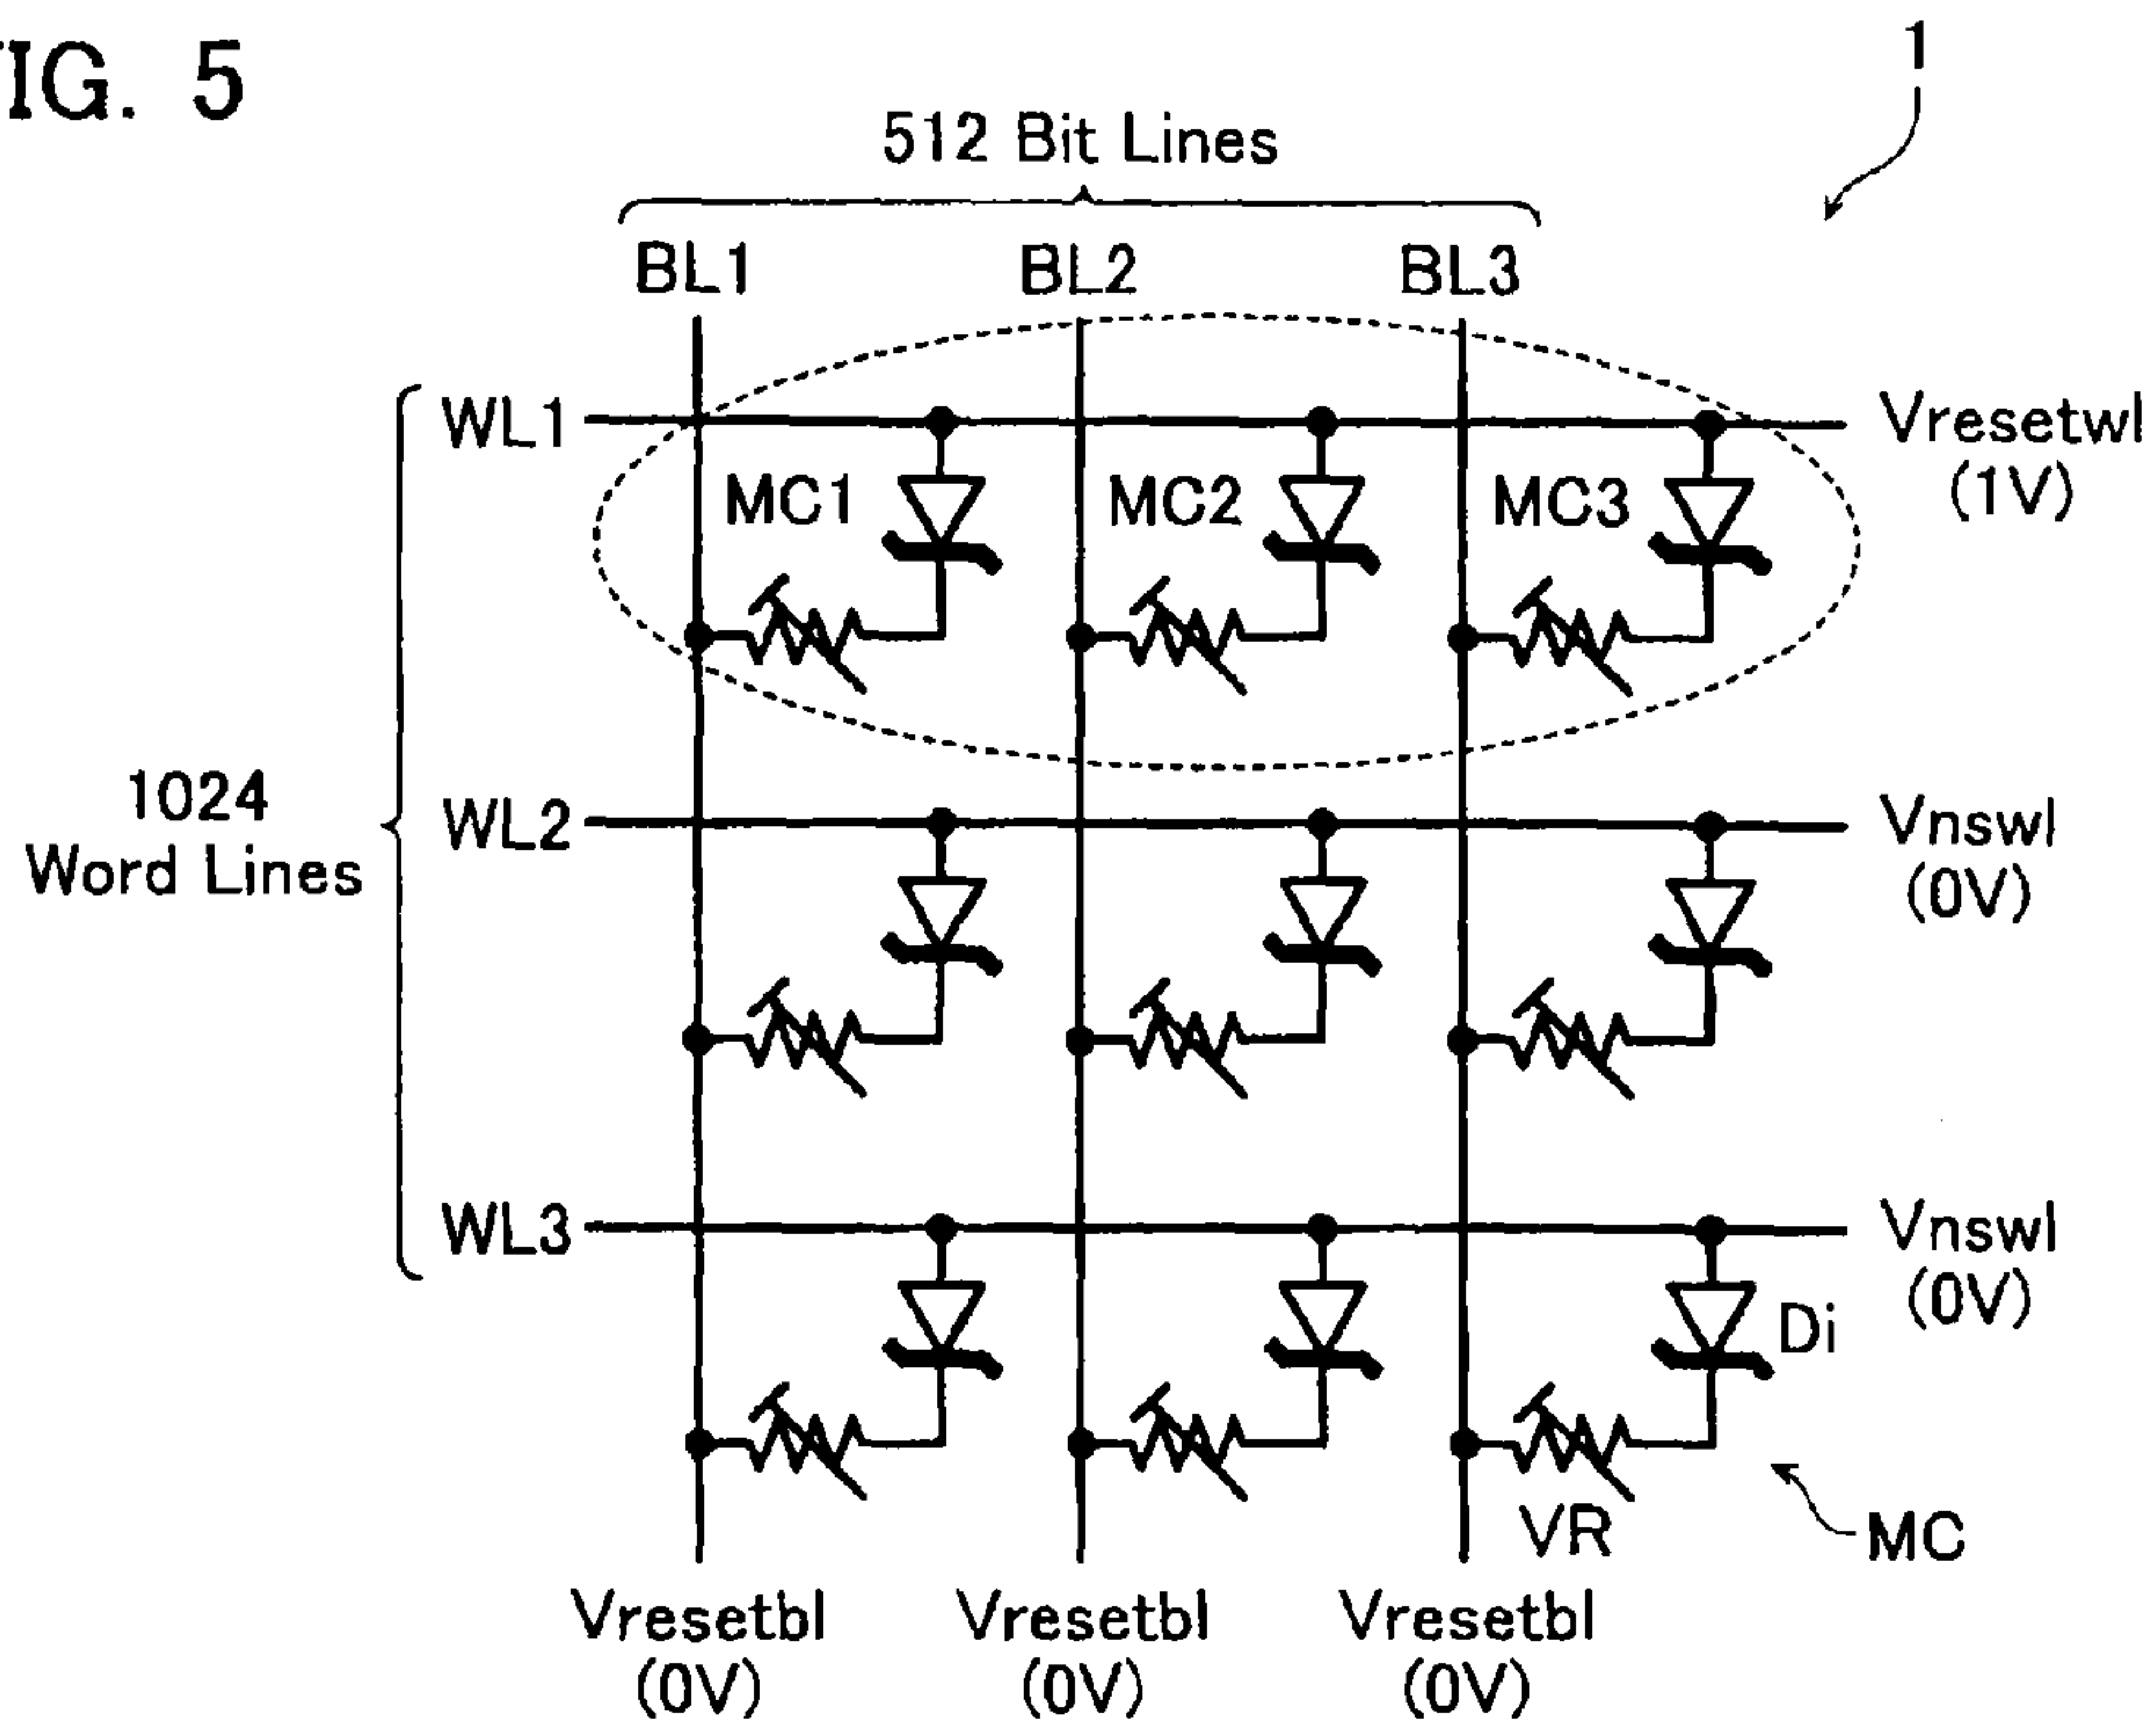 IG. 5
1
512 Bit Lines
BL1 BL2 BL3
WL1 Vresetwl
(1V)
MC1 MC2 MC3
1024
Word Lines
WL2 Vnswl
(0V)
WL3 Vnswl
(0V)
Di
VR
MC
Vresetbl Vresetbl Vresetbl
(0V) (0V) (0V)